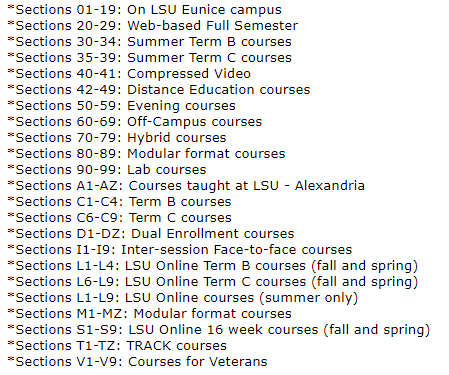 *Sections 01-19: On LSU Eunice campus
*Sections 20-29: Web-based Full Semester
*Sections 30-34: Summer Term B courses
*Sections 35-39: Summer Term C courses
*Sections 40-41: Compressed Video
*Sections 42-49: Distance Education courses
*Sections 50-59: Evening courses
*Sections 60-69: Off-Campus courses
*Sections 70-79: Hybrid courses
*Sections 80-89: Modular format courses
*Sections 90-99: Lab courses
*Sections A1-AZ: Courses taught at LSU - Alexandria
*Sections C1-C4: Term B courses
*Sections C6-C9: Term C courses
*Sections D1-DZ: Dual Enrollment courses
*Sections I1-I9: Inter-session Face-to-face courses
*Sections L1-L4: LSU Online Term B courses (fall and spring)
*Sections L6-L9: LSU Online Term C courses (fall and spring)
*Sections L1-L9: LSU Online courses (summer only)
*Sections M1-MZ: Modular format courses
*Sections S1-S9: LSU Online 16 week courses (fall and spring)
*Sections T1-TZ: TRACK courses
*Sections V1-V9: Courses for Veterans